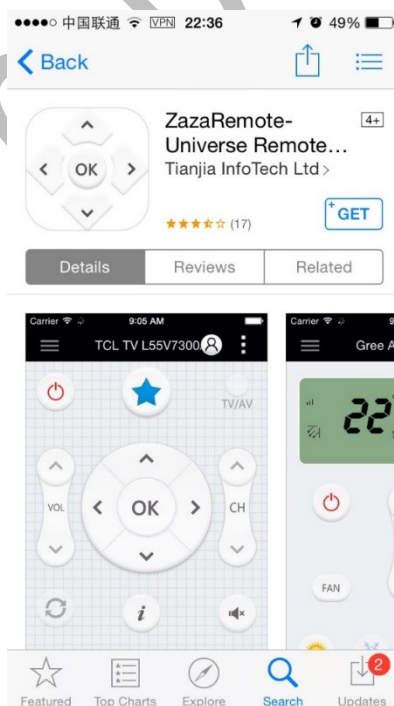 中国联通 VPN 22:36 49%
Back
ZazaRemote-
Universe Remote...
4+
Tianjia InfoTech Ltd
(17)
+GET
Details Reviews Related
Carrier 9:05 AM
TCL TV L55V7300
TV/AV
VOL
OK
CH
i
Carrier 9
Gree A
22
FAN
OK
2
Featured Top Charts Explore Search Updates